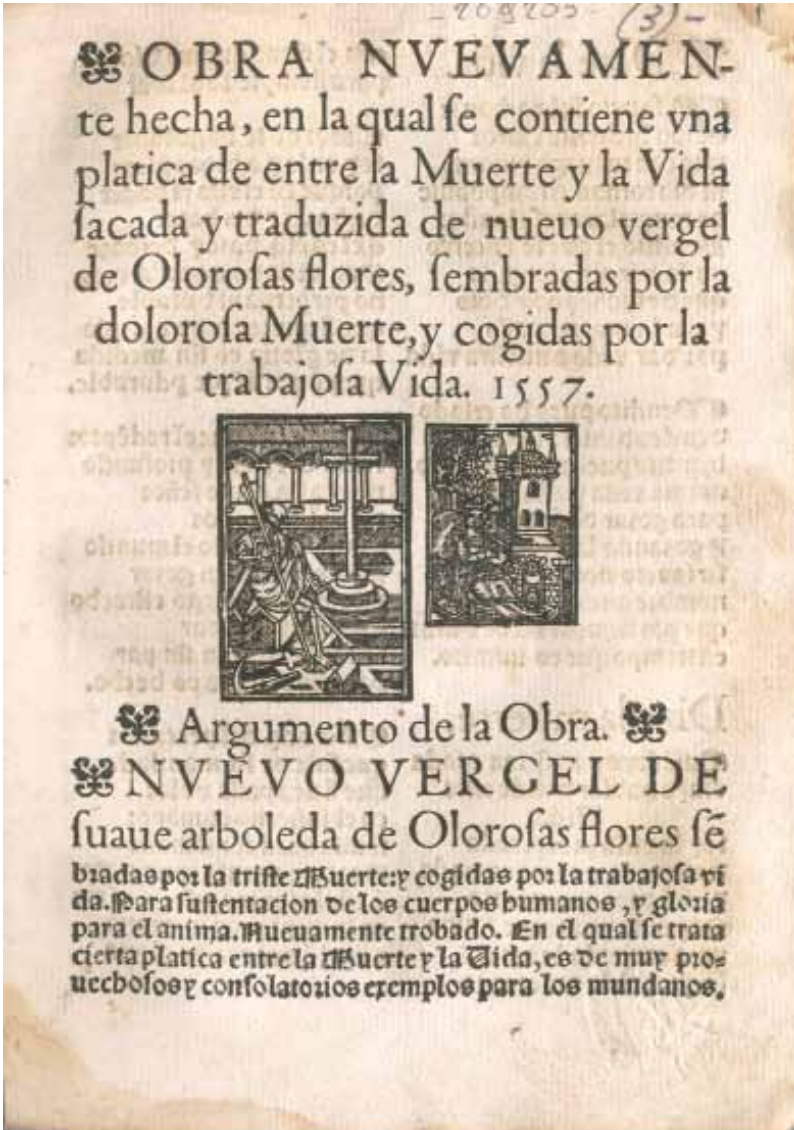 209205 (3)
❦ OBRA NVEVAMEN-
te hecha, en la qual ſe contiene vna
platica de entre la Muerte y la Vida
ſacada y traduzida de nueuo vergel
de Oloroſas flores, ſembradas por la
doloroſa Muerte, y cogidas por la
trabajoſa Vida. 1557.
❦ Argumento de la Obra. ❦
❦ NVEVO VERGEL DE
ſuaue arboleda de Oloroſas flores ſẽ
bradas por la triſte Muerte: y cogidas por la trabajoſa vi
da. Para ſuſtentacion de los cuerpos humanos, y gloria
para el anima. Nueuamente trobado. En el qual ſe trata
cierta platica entre la Muerte y la Vida, es de muy pro-
uechoſos y conſolatorios exemplos para los mundanos.